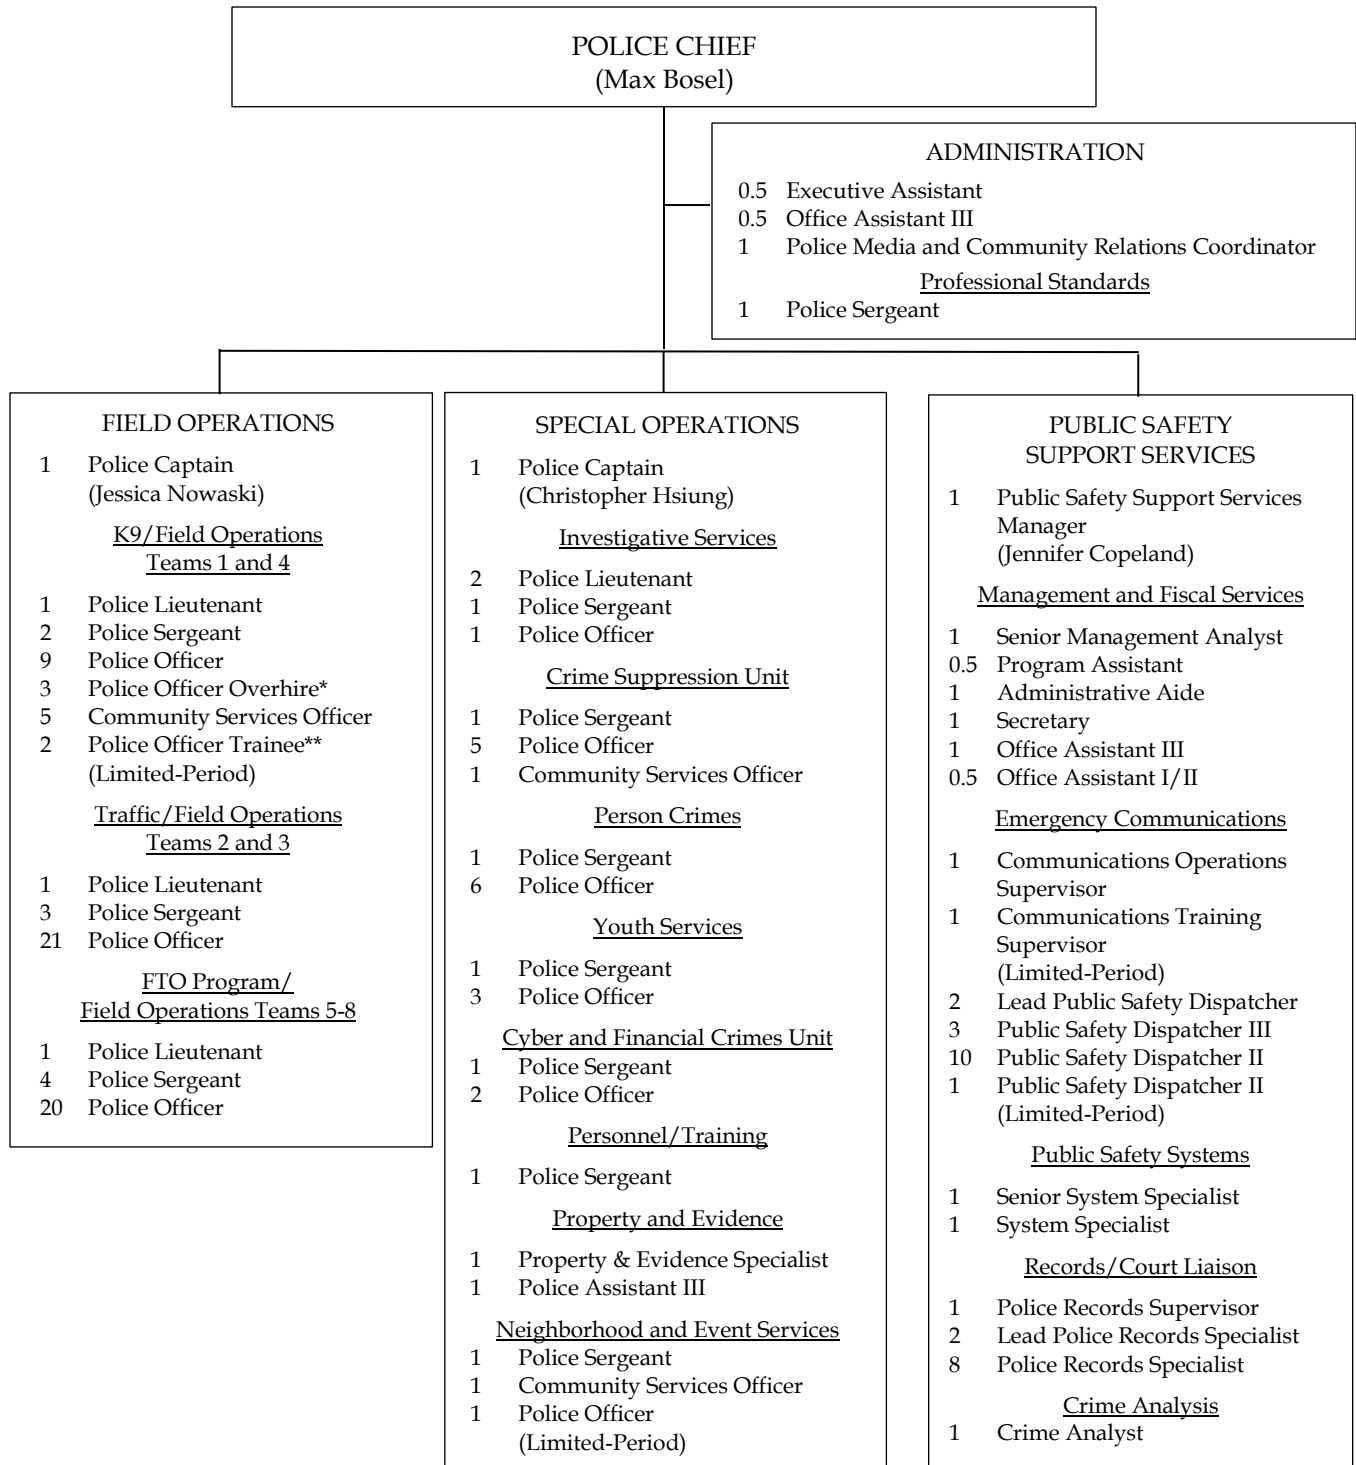 POLICE CHIEF
(Max Bosel)
ADMINISTRATION
0.5 Executive Assistant
0.5 Office Assistant III
1 Police Media and Community Relations Coordinator
Professional Standards
1 Police Sergeant
FIELD OPERATIONS
1 Police Captain
(Jessica Nowaski)
K9/Field Operations
Teams 1 and 4
1 Police Lieutenant
2 Police Sergeant
9 Police Officer
3 Police Officer Overhire*
5 Community Services Officer
2 Police Officer Trainee**
(Limited-Period)
Traffic/Field Operations
Teams 2 and 3
1 Police Lieutenant
3 Police Sergeant
21 Police Officer
FTO Program/
Field Operations Teams 5-8
1 Police Lieutenant
4 Police Sergeant
20 Police Officer
SPECIAL OPERATIONS
1 Police Captain
(Christopher Hsiung)
Investigative Services
2 Police Lieutenant
1 Police Sergeant
1 Police Officer
Crime Suppression Unit
1 Police Sergeant
5 Police Officer
1 Community Services Officer
Person Crimes
1 Police Sergeant
6 Police Officer
Youth Services
1 Police Sergeant
3 Police Officer
Cyber and Financial Crimes Unit
1 Police Sergeant
2 Police Officer
Personnel/Training
1 Police Sergeant
Property and Evidence
1 Property & Evidence Specialist
1 Police Assistant III
Neighborhood and Event Services
1 Police Sergeant
1 Community Services Officer
1 Police Officer
(Limited-Period)
PUBLIC SAFETY
SUPPORT SERVICES
1 Public Safety Support Services
Manager
(Jennifer Copeland)
Management and Fiscal Services
1 Senior Management Analyst
0.5 Program Assistant
1 Administrative Aide
1 Secretary
1 Office Assistant III
0.5 Office Assistant I/II
Emergency Communications
1 Communications Operations
Supervisor
1 Communications Training
Supervisor
(Limited-Period)
2 Lead Public Safety Dispatcher
3 Public Safety Dispatcher III
10 Public Safety Dispatcher II
1 Public Safety Dispatcher II
(Limited-Period)
Public Safety Systems
1 Senior System Specialist
1 System Specialist
Records/Court Liaison
1 Police Records Supervisor
2 Lead Police Records Specialist
8 Police Records Specialist
Crime Analysis
1 Crime Analyst